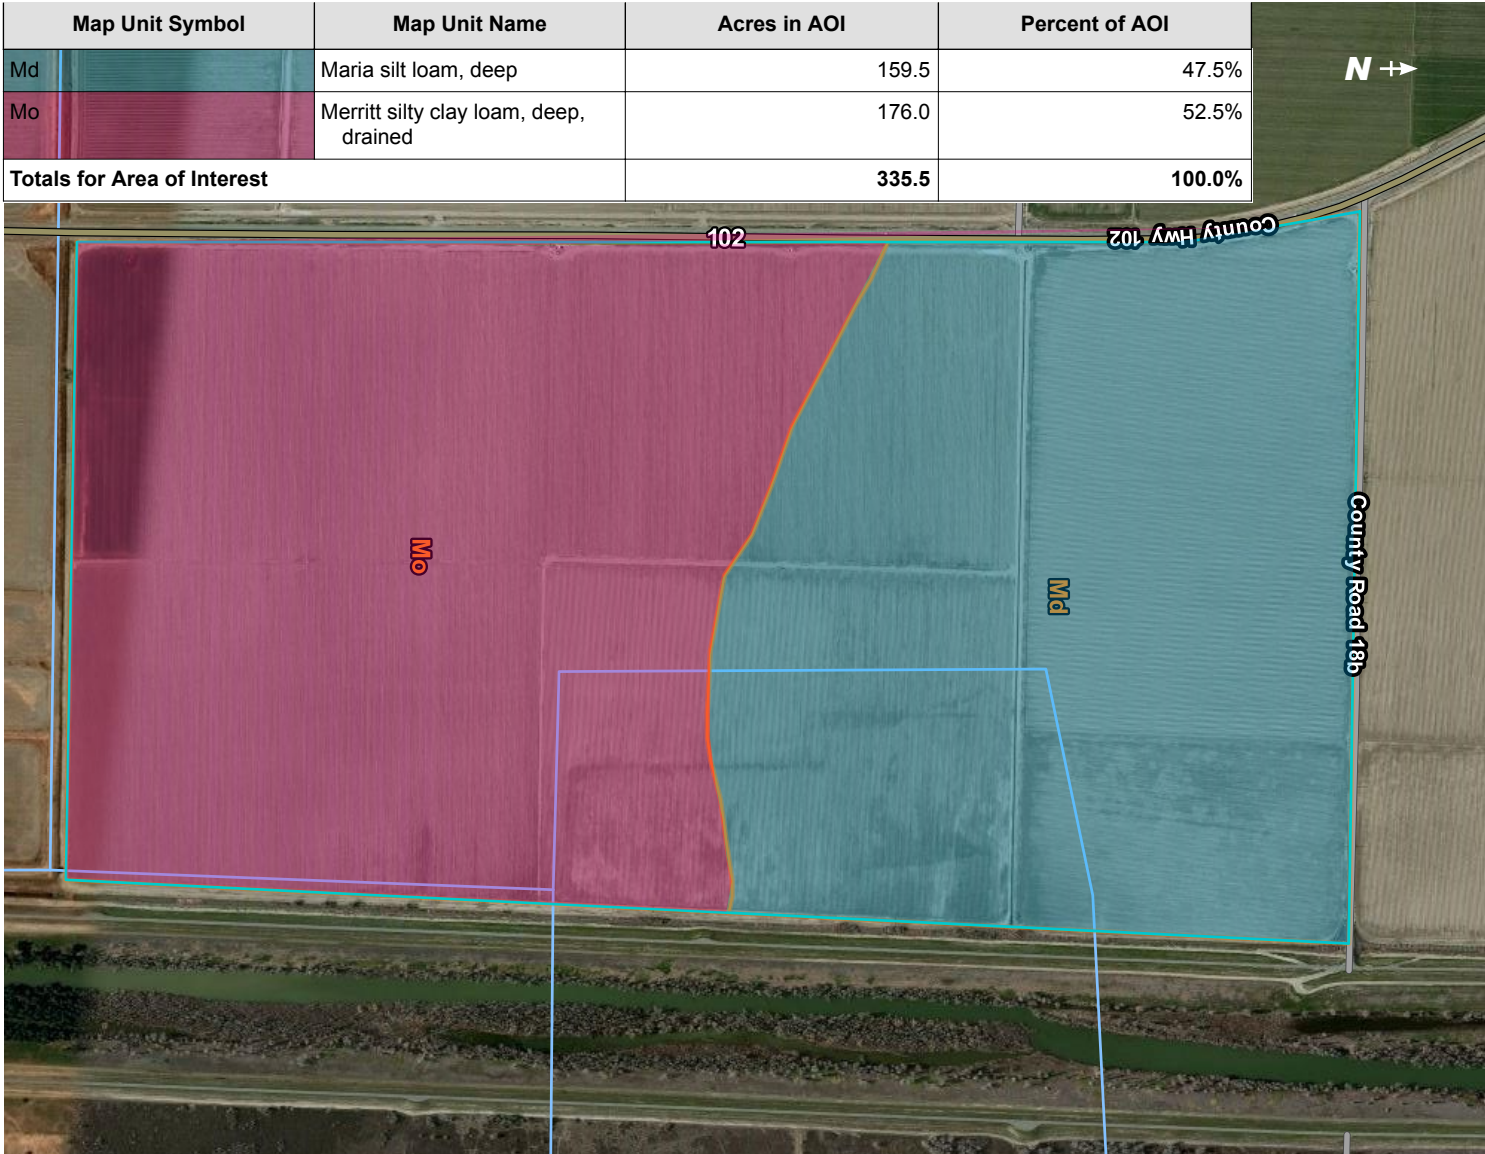 Map Unit Symbol Map Unit Name Acres in AOI Percent of AOI
Md Maria silt loam, deep 159.5 47.5%
Mo Merritt silty clay loam, deep, 176.0 52.5%
drained
Totals for Area of Interest 335.5 100.0%
N
102
County Hwy 102
Mo
Md
County Road 18b